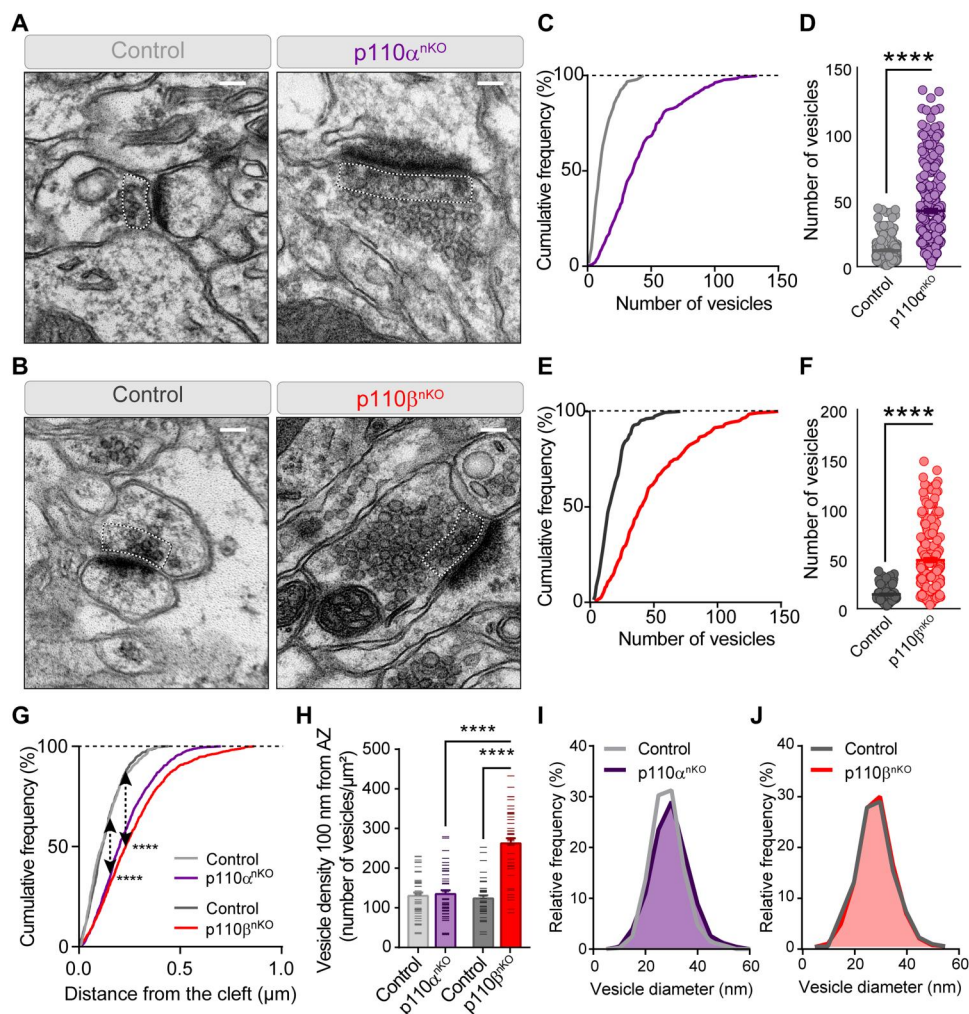 A
Control
p110α^nKO
B
Control
p110β^nKO
C
Cumulative frequency (%)
100
50
0
0
50
100
150
Number of vesicles
D
****
Number of vesicles
150
100
50
0
Control
p110α^nKO
E
Cumulative frequency (%)
100
50
0
0
50
100
150
Number of vesicles
F
****
Number of vesicles
200
150
100
50
0
Control
p110β^nKO
G
Cumulative frequency (%)
100
50
0
****
****
Control
p110α^nKO
Control
p110β^nKO
0
0.5
1.0
Distance from the cleft (μm)
H
Vesicle density 100 nm from AZ
(number of vesicles/μm²)
500
400
300
200
100
0
****
****
Control
p110α^nKO
Control
p110β^nKO
I
Control
p110α^nKO
Relative frequency (%)
40
30
20
10
0
0
20
40
60
Vesicle diameter (nm)
J
Control
p110β^nKO
Relative frequency (%)
40
30
20
10
0
0
20
40
60
Vesicle diameter (nm)